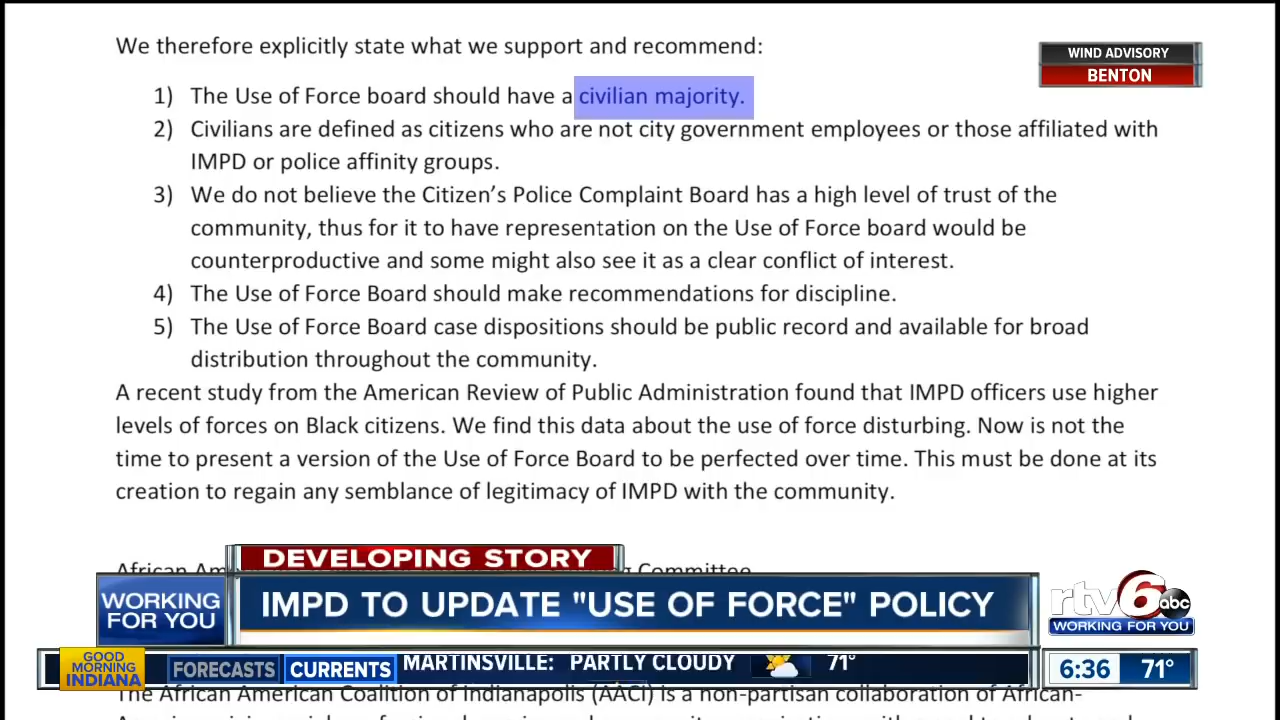 We therefore explicitly state what we support and recommend:
WIND ADVISORY
BENTON
1) The Use of Force board should have a civilian majority.
2) Civilians are defined as citizens who are not city government employees or those affiliated with
IMPD or police affinity groups.
3) We do not believe the Citizen’s Police Complaint Board has a high level of trust of the
community, thus for it to have representation on the Use of Force board would be
counterproductive and some might also see it as a clear conflict of interest.
4) The Use of Force Board should make recommendations for discipline.
5) The Use of Force Board case dispositions should be public record and available for broad
distribution throughout the community.
A recent study from the American Review of Public Administration found that IMPD officers use higher
levels of forces on Black citizens. We find this data about the use of force disturbing. Now is not the
time to present a version of the Use of Force Board to be perfected over time. This must be done at its
creation to regain any semblance of legitimacy of IMPD with the community.
African Committee
DEVELOPING STORY
WORKING
FOR YOU
IMPD TO UPDATE "USE OF FORCE" POLICY
rtv6 abc
WORKING FOR YOU
GOOD
MORNING
INDIANA
FORECASTS CURRENTS MARTINSVILLE: PARTLY CLOUDY 71° 6:36 71°
The African American Coalition of Indianapolis (AACI) is a non-partisan collaboration of African-